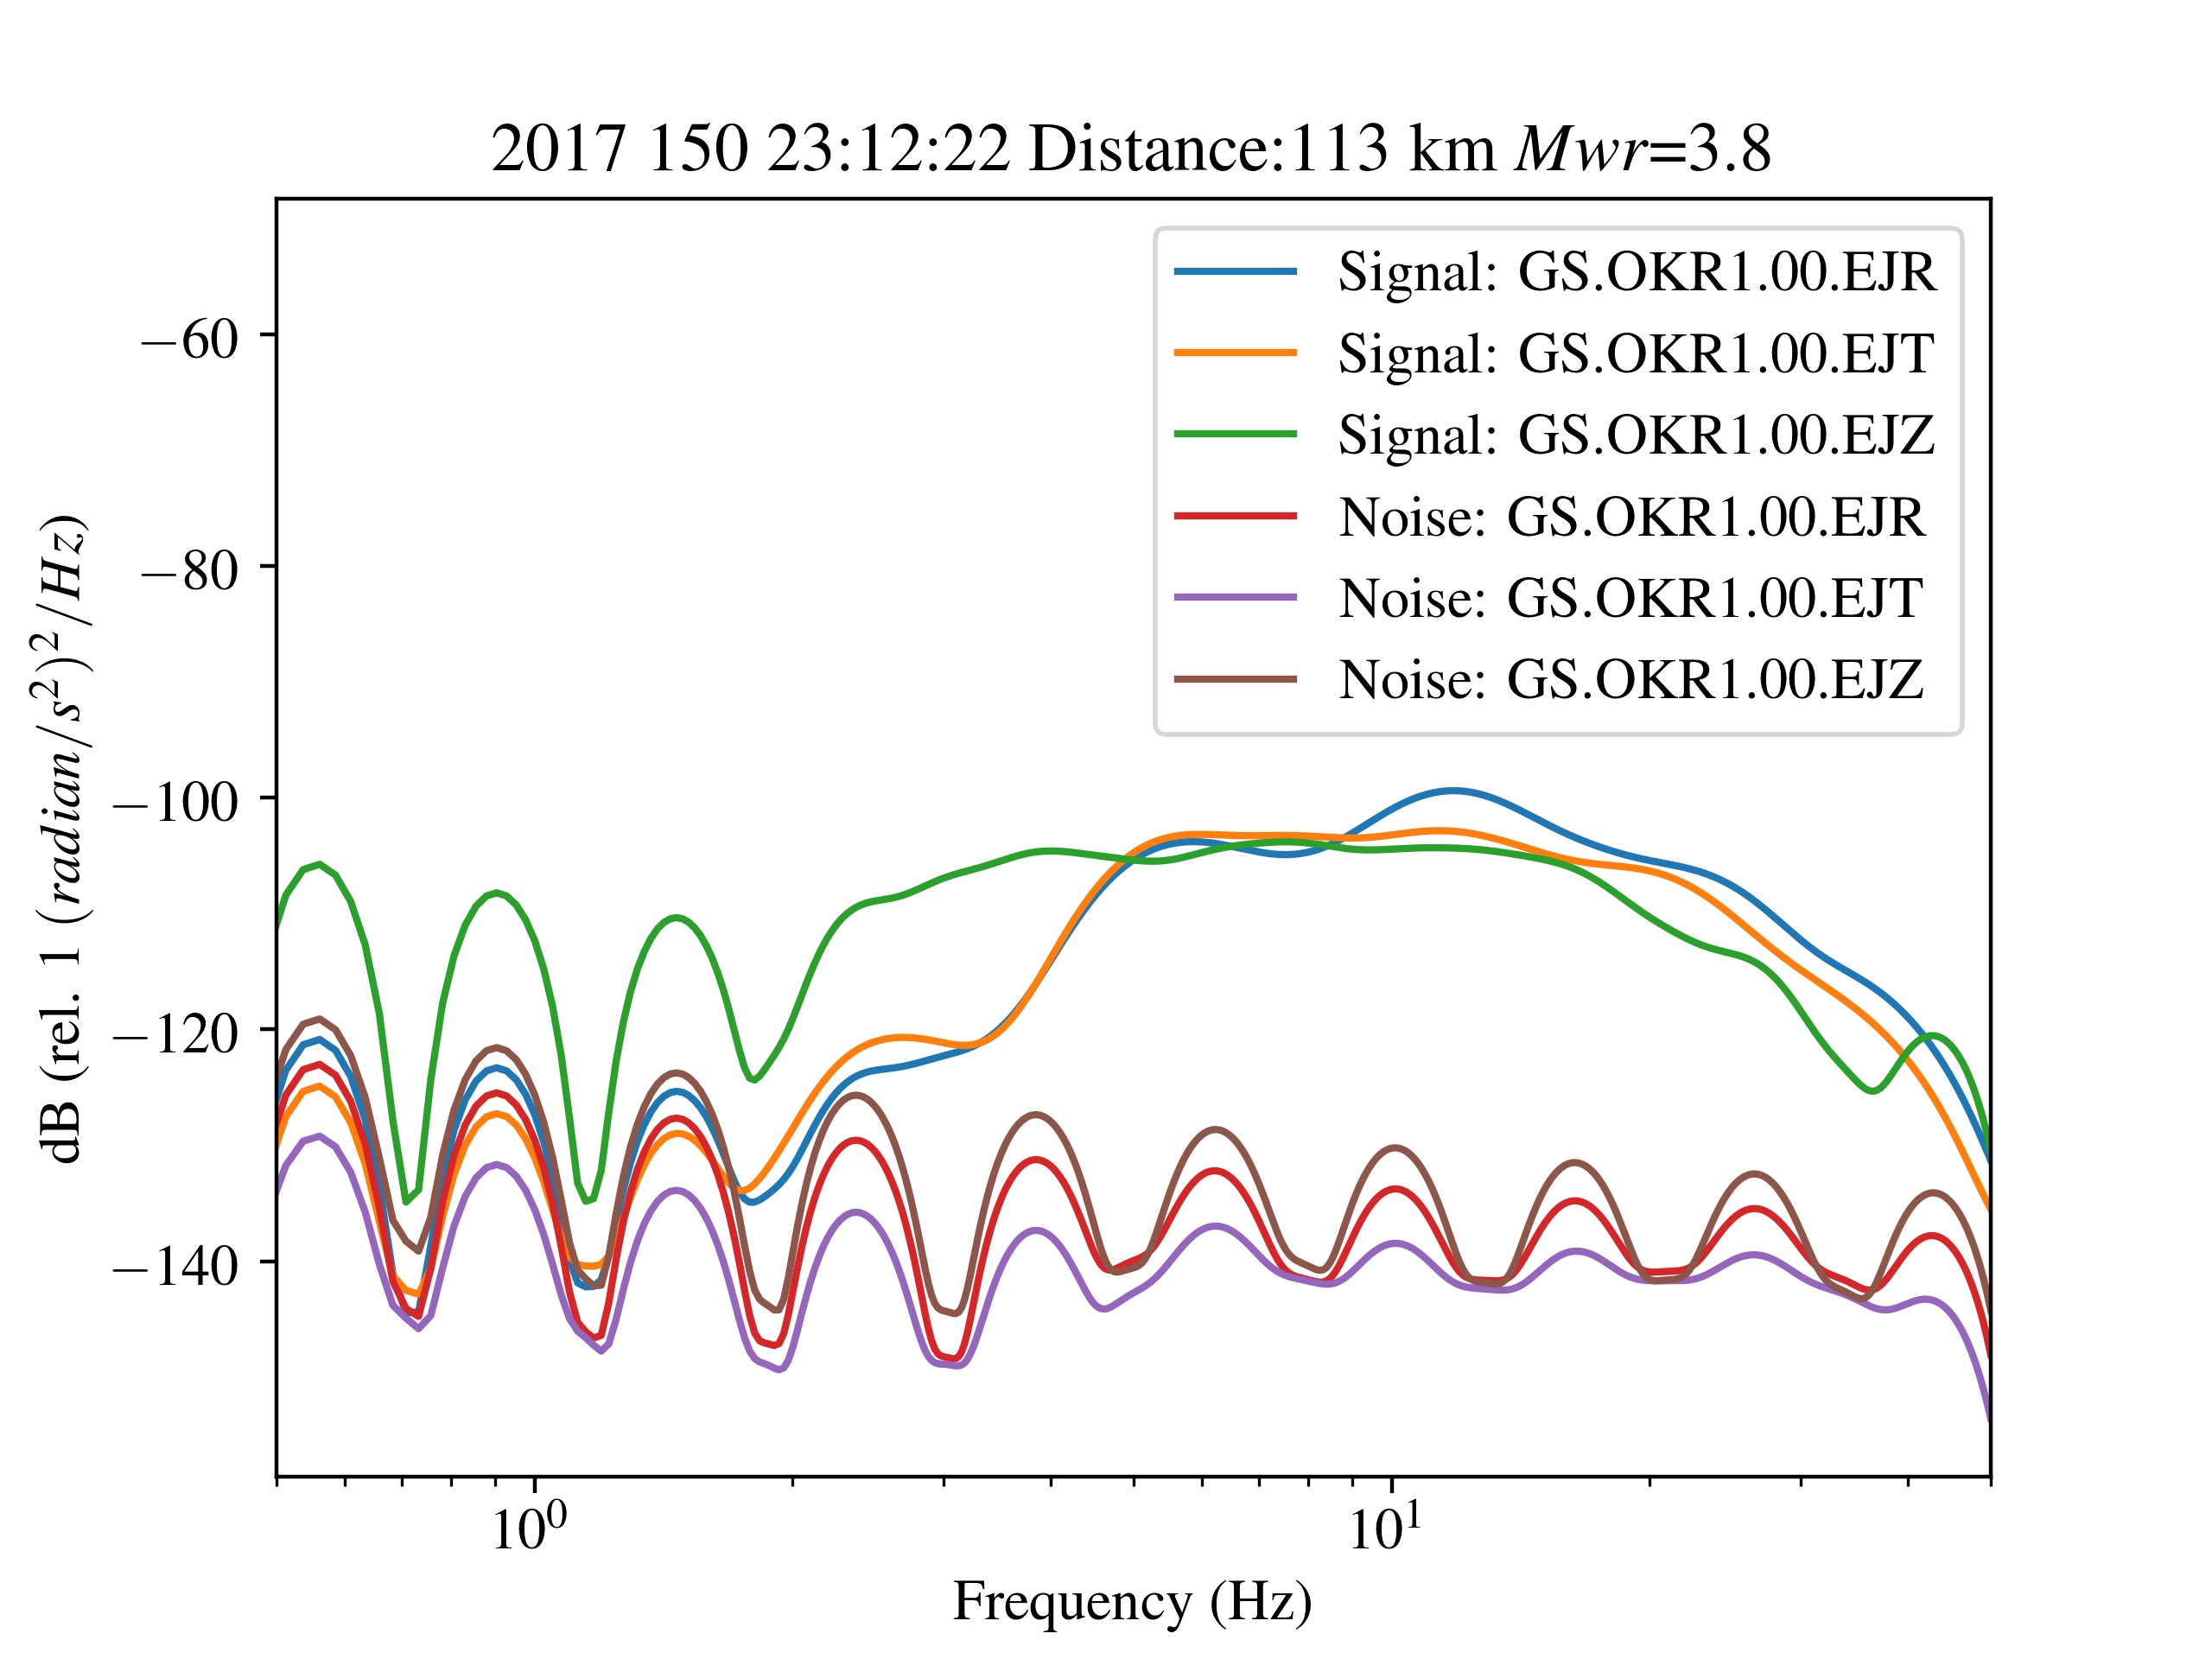 2017 150 23:12:22 Distance:113 km Mwr=3.8
Signal: GS.OKR1.00.EJR
Signal: GS.OKR1.00.EJT
Signal: GS.OKR1.00.EJZ
Noise: GS.OKR1.00.EJR
Noise: GS.OKR1.00.EJT
Noise: GS.OKR1.00.EJZ
dB (rel. 1 (radian/s²)²/Hz)
−60
−80
−100
−120
−140
10⁰
10¹
Frequency (Hz)